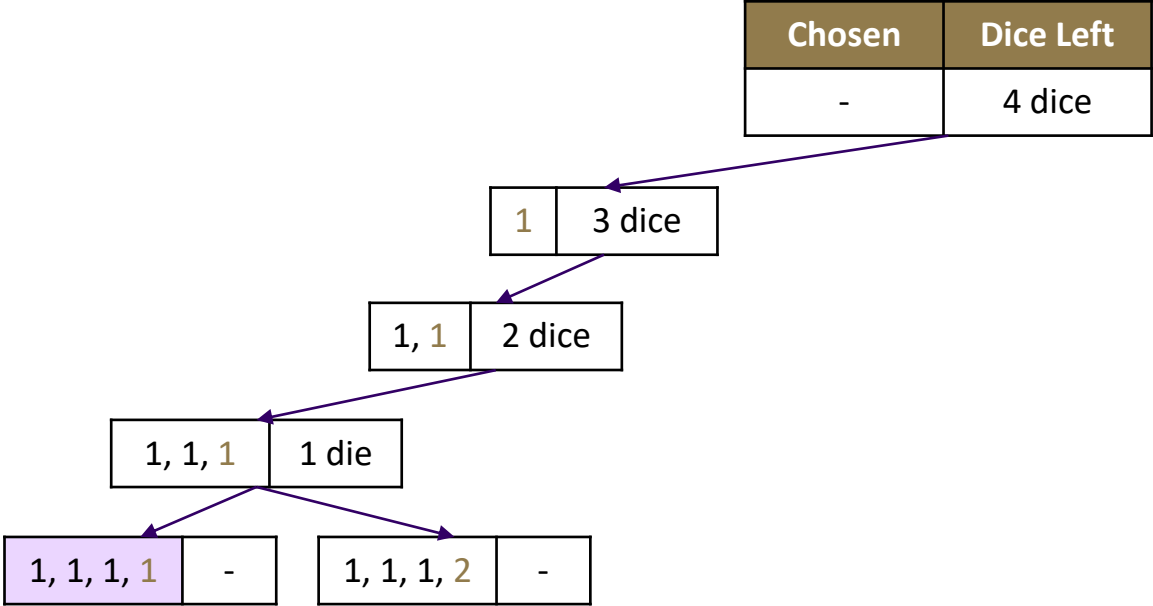 Chosen Dice Left
- 4 dice
1 3 dice
1, 1 2 dice
1, 1, 1 1 die
1, 1, 1, 1 - 1, 1, 1, 2 -